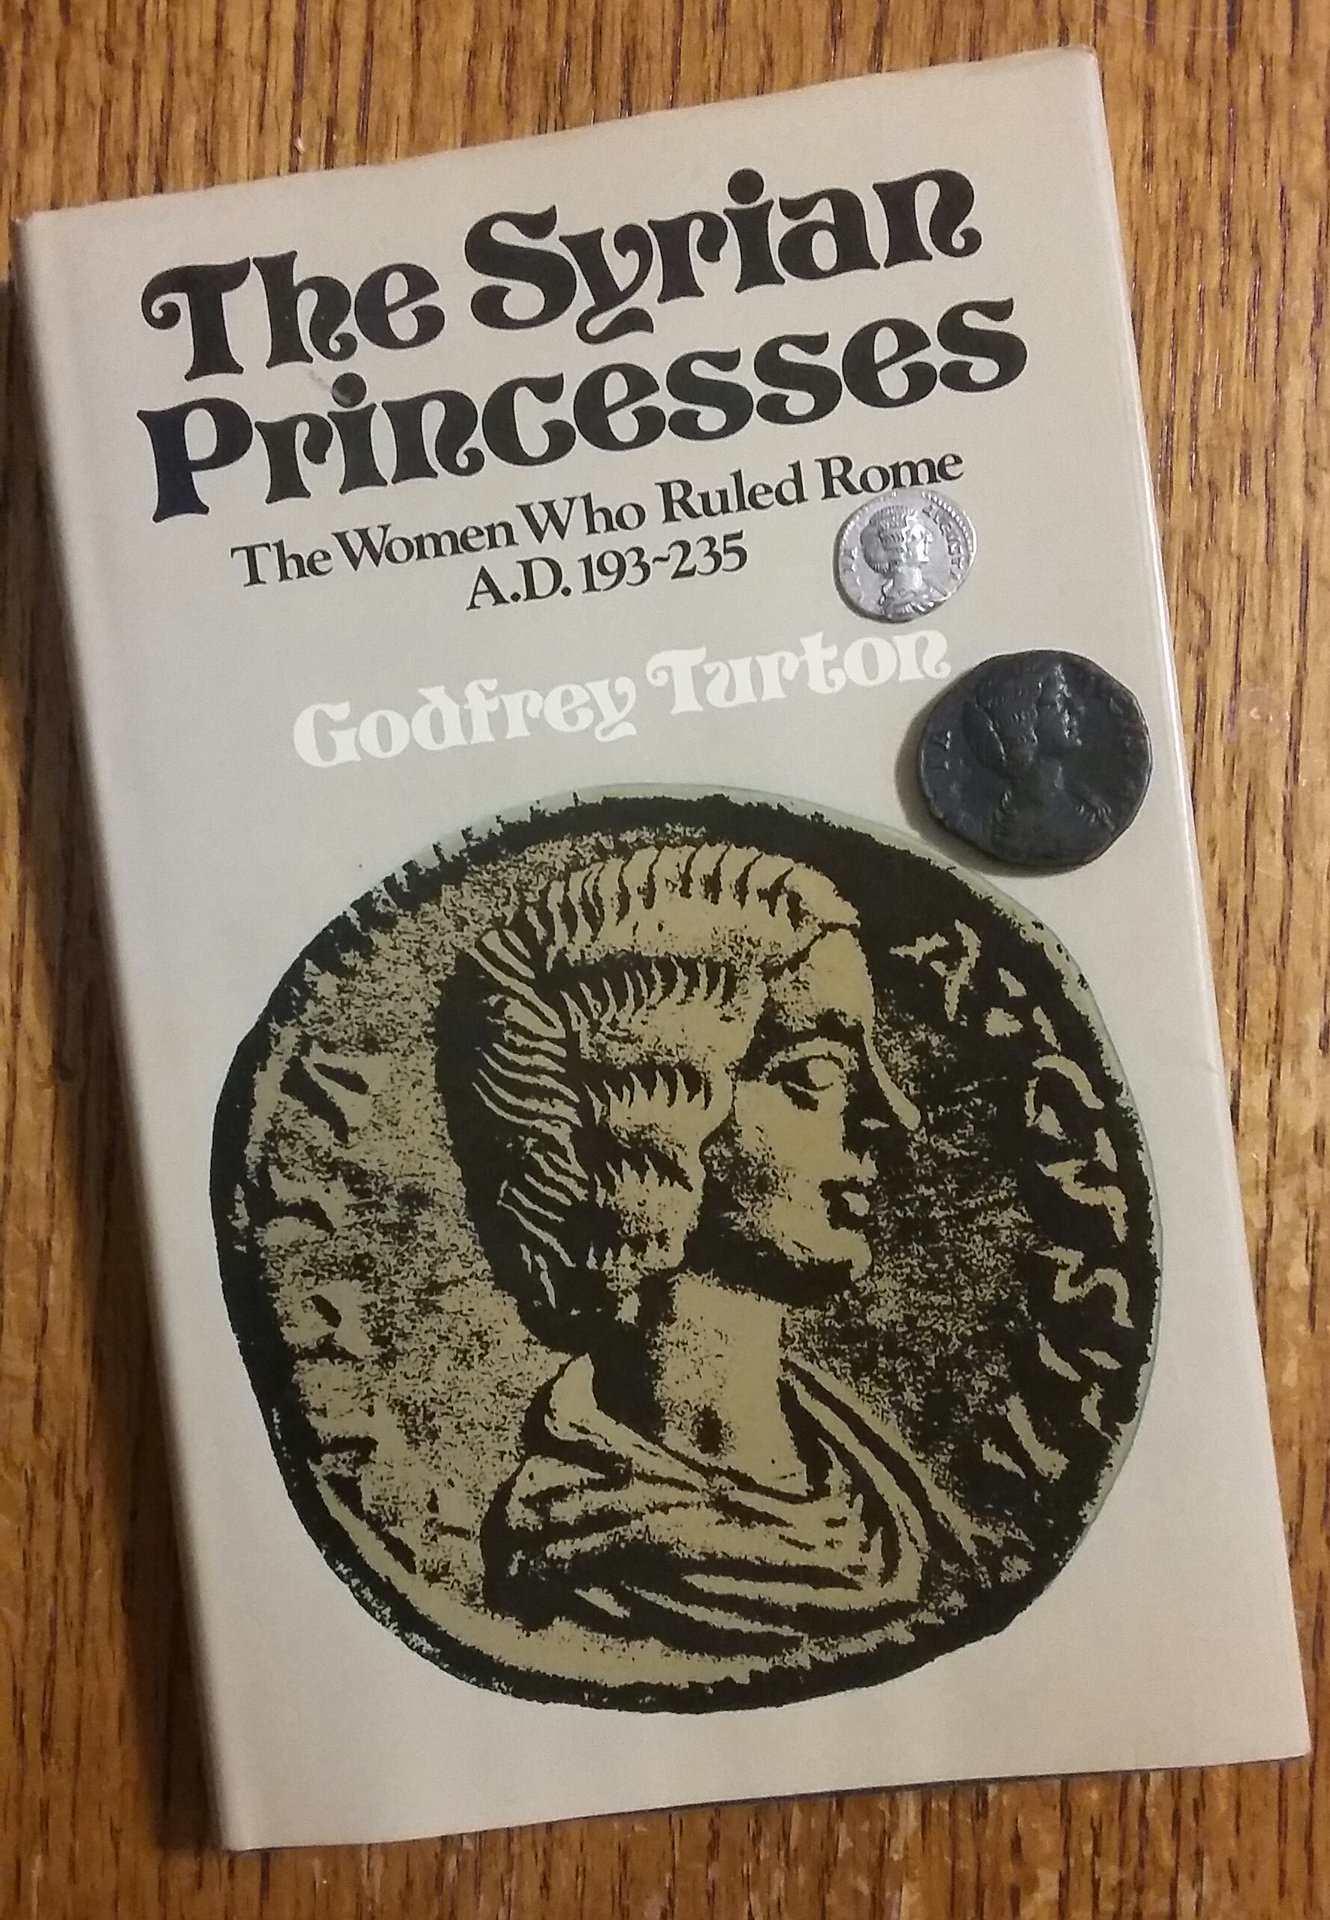 The Syrian
Princesses
The Women Who Ruled Rome
A.D. 193-235
Godfrey Turton